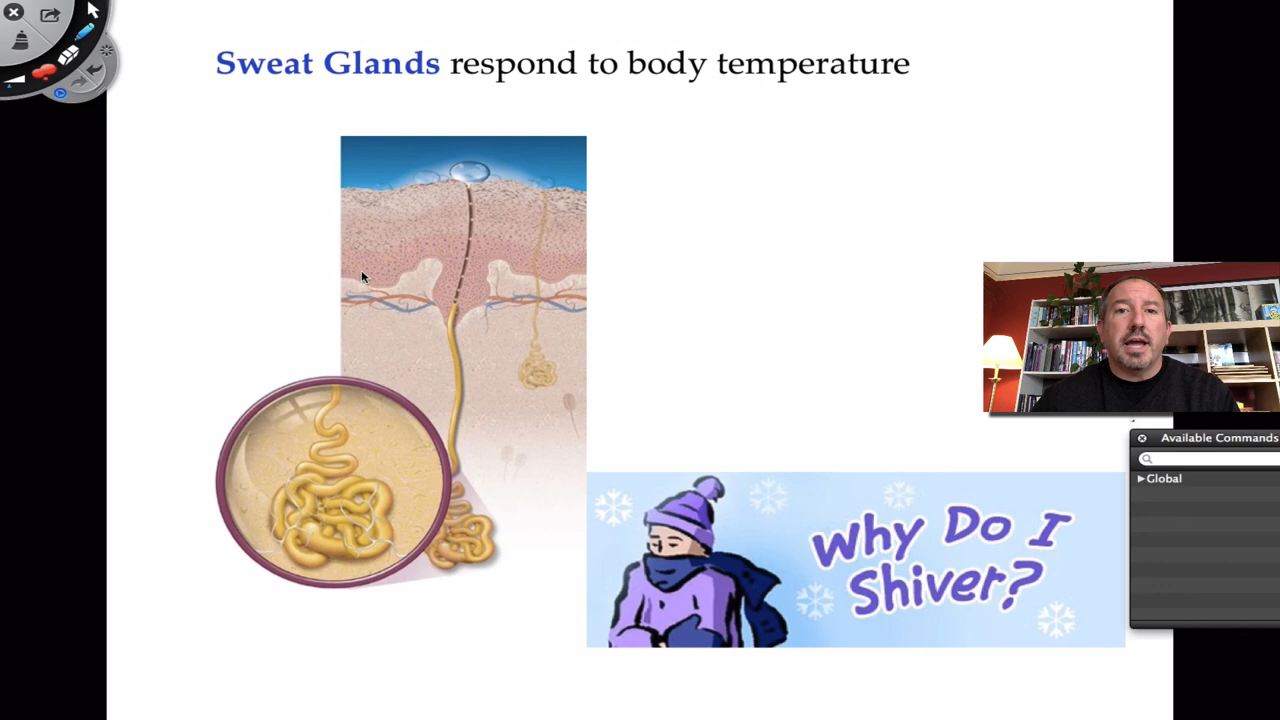 Sweat Glands respond to body temperature
Why Do I
Shiver?
Available Commands
Global